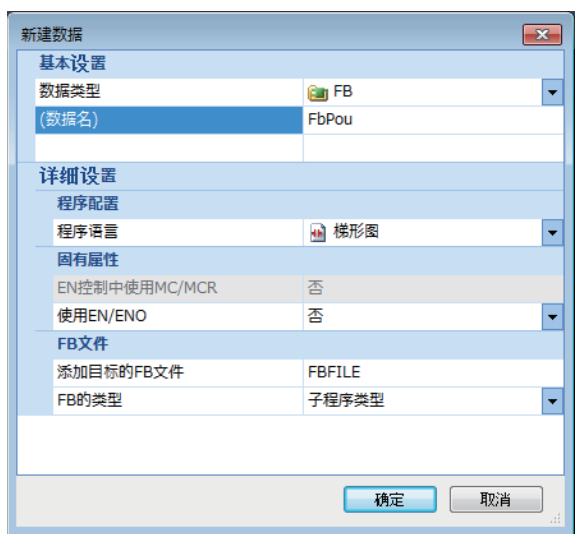 新建数据
基本设置
数据类型 FB
(数据名) FbPou
详细设置
程序配置
程序语言 梯形图
固有属性
EN控制中使用MC/MCR 否
使用EN/ENO 否
FB文件
添加目标的FB文件 FBFILE
FB的类型 子程序类型
确定 取消